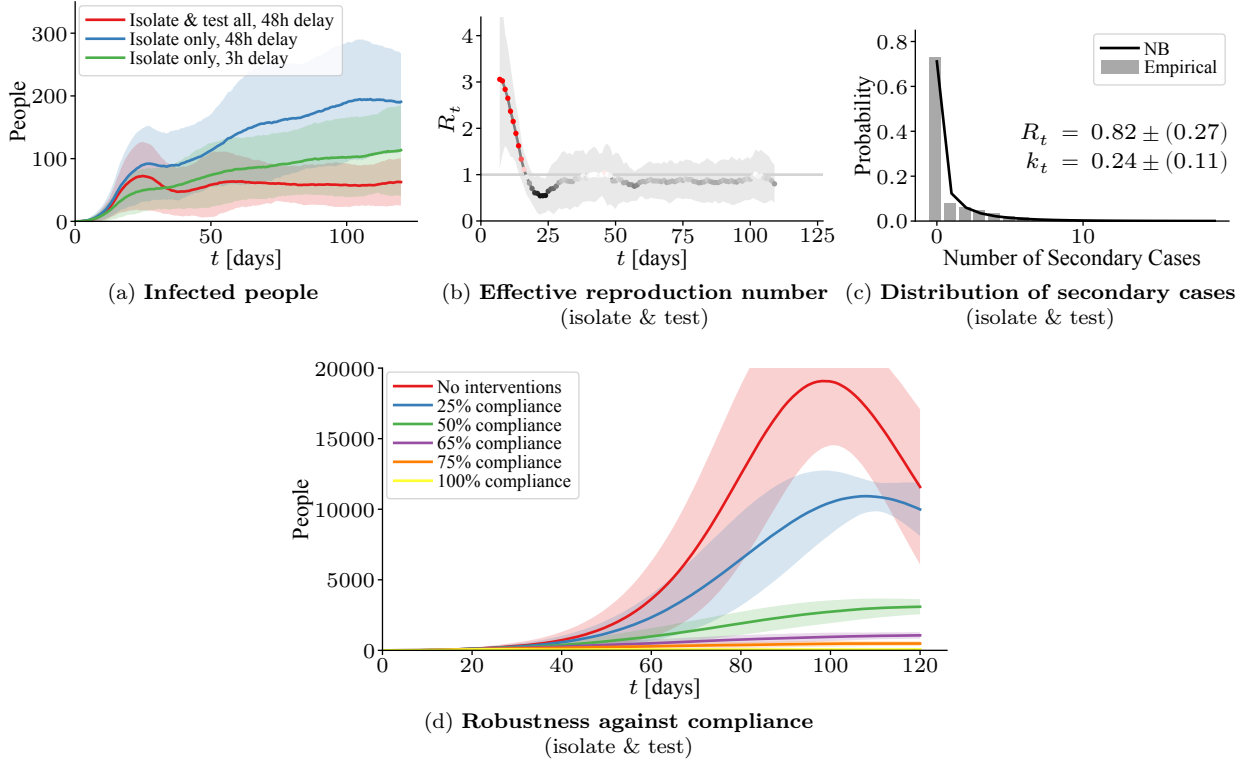 Isolate & test all, 48h delay
Isolate only, 48h delay
Isolate only, 3h delay
300
200
100
0
People
0
50
100
t [days]
(a) Infected people
4
3
2
1
0
R_t
0
25
50
75
100
125
t [days]
(b) Effective reproduction number
(isolate & test)
NB
Empirical
0.8
0.6
0.4
0.2
0.0
Probability
R_t = 0.82 ± (0.27)
k_t = 0.24 ± (0.11)
0
10
Number of Secondary Cases
(c) Distribution of secondary cases
(isolate & test)
No interventions
25% compliance
50% compliance
65% compliance
75% compliance
100% compliance
20000
15000
10000
5000
0
People
0
20
40
60
80
100
120
t [days]
(d) Robustness against compliance
(isolate & test)